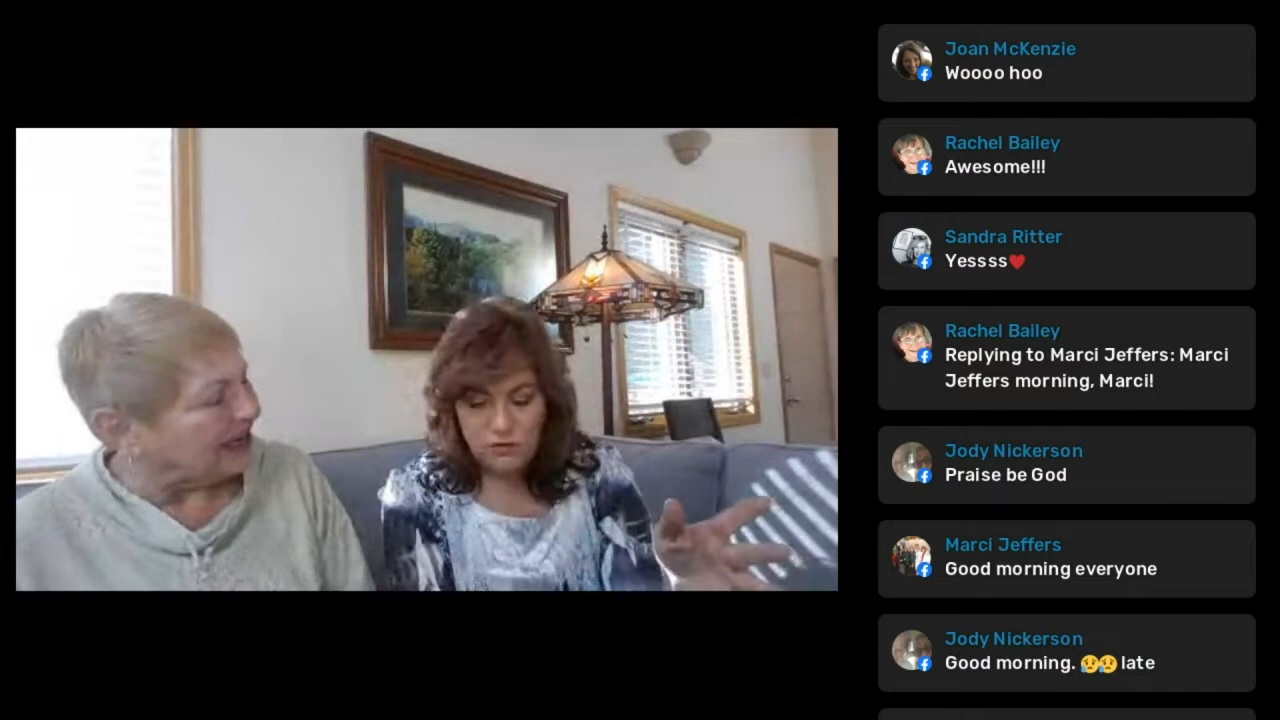 Joan McKenzie
Woooo hoo
Rachel Bailey
Awesome!!!
Sandra Ritter
Yessss♥
Rachel Bailey
Replying to Marci Jeffers: Marci
Jeffers morning, Marci!
Jody Nickerson
Praise be God
Marci Jeffers
Good morning everyone
Jody Nickerson
Good morning. 😥😥 late